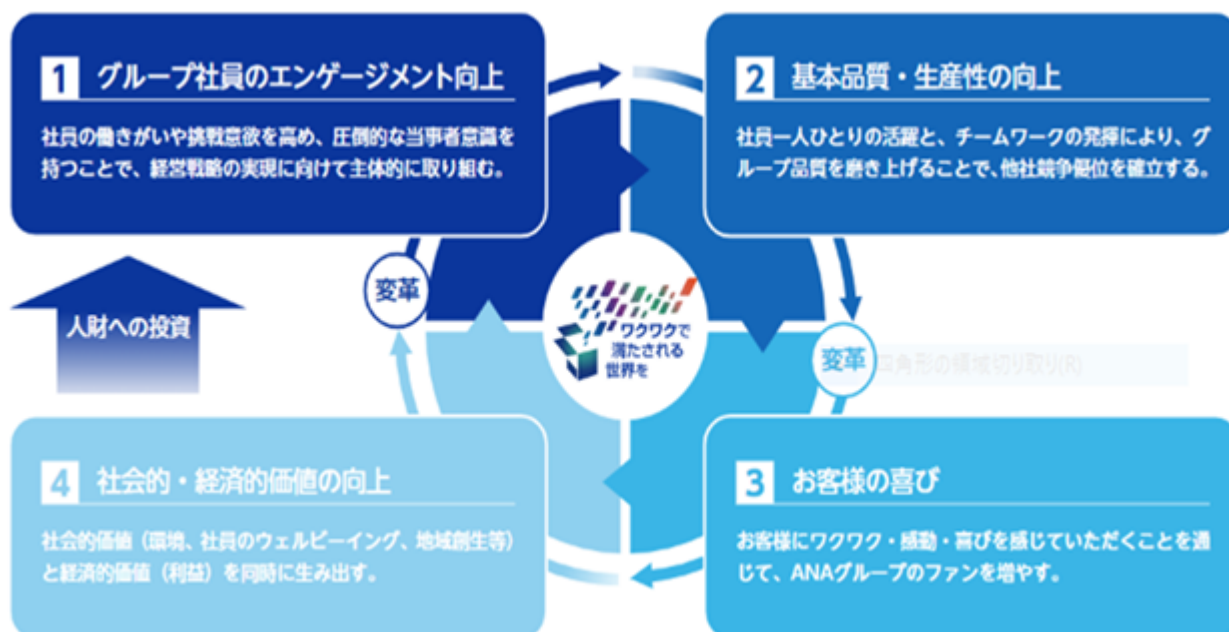 1 グループ社員のエンゲージメント向上
社員の働きがいや挑戦意欲を高め、圧倒的な当事者意識を
持つことで、経営戦略の実現に向けて主体的に取り組む。
2 基本品質・生産性の向上
社員一人ひとりの活躍と、チームワークの発揮により、グ
ループ品質を磨き上げることで、他社競争優位を確立する。
人財への投資
変革
ワクワクで
満たされる
世界を
変革
四角形の領域切り取り(R)
4 社会的・経済的価値の向上
社会的価値（環境、社員のウェルビーイング、地域創生等）
と経済的価値（利益）を同時に生み出す。
3 お客様の喜び
お客様にワクワク・感動・喜びを感じていただくことを通
じて、ANAグループのファンを増やす。